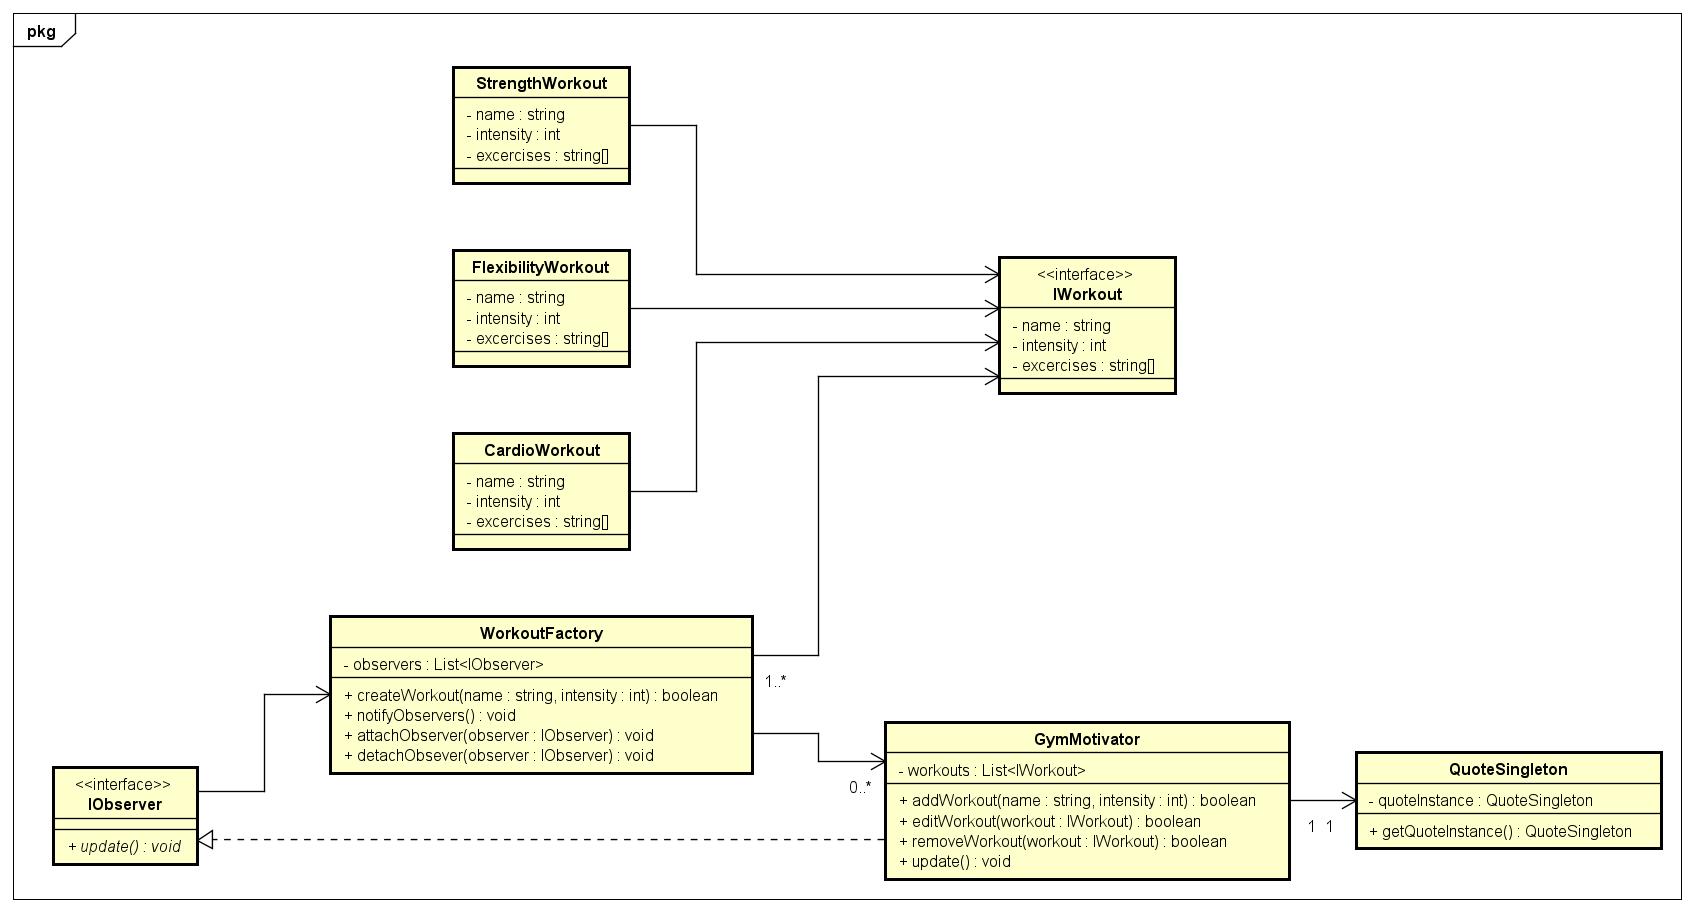 pkg
StrengthWorkout
- name : string
- intensity : int
- excercises : string[]
FlexibilityWorkout
- name : string
- intensity : int
- excercises : string[]
<<interface>>
IWorkout
- name : string
- intensity : int
- excercises : string[]
CardioWorkout
- name : string
- intensity : int
- excercises : string[]
WorkoutFactory
- observers : List<IObserver>
+ createWorkout(name : string, intensity : int) : boolean
+ notifyObservers() : void
+ attachObserver(observer : IObserver) : void
+ detachObsever(observer : IObserver) : void
1..*
0..*
<<interface>>
IObserver
+ update() : void
GymMotivator
- workouts : List<IWorkout>
+ addWorkout(name : string, intensity : int) : boolean
+ editWorkout(workout : IWorkout) : boolean
+ removeWorkout(workout : IWorkout) : boolean
+ update() : void
1 1
QuoteSingleton
- quoteInstance : QuoteSingleton
+ getQuoteInstance() : QuoteSingleton